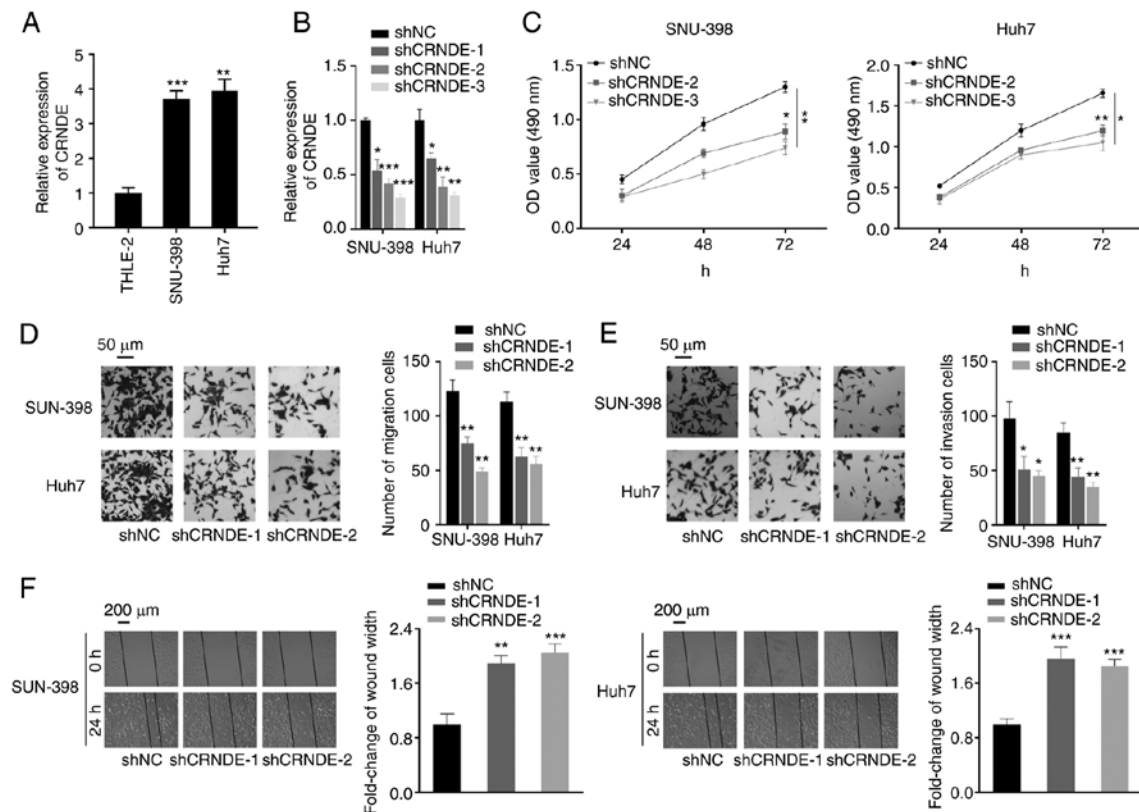 A
Relative expression
of CRNDE
5
4
3
2
1
0
***
**
THLE-2
SNU-398
Huh7
B
shNC
shCRNDE-1
shCRNDE-2
shCRNDE-3
Relative expression
of CRNDE
1.5
1.0
0.5
0.0
*
***
***
*
**
**
SNU-398 Huh7
C
SNU-398
shNC
shCRNDE-2
shCRNDE-3
OD value (490 nm)
1.5
1.0
0.5
0.0
*
**
24 48 72
h
Huh7
shNC
shCRNDE-2
shCRNDE-3
OD value (490 nm)
2.0
1.5
1.0
0.5
0.0
**
*
24 48 72
h
D
50 μm
SUN-398
Huh7
shNC shCRNDE-1 shCRNDE-2
shNC
shCRNDE-1
shCRNDE-2
Number of migration cells
150
100
50
0
**
**
**
**
SNU-398 Huh7
E
50 μm
SUN-398
Huh7
shNC shCRNDE-1 shCRNDE-2
shNC
shCRNDE-1
shCRNDE-2
Number of invasion cells
150
100
50
0
*
*
**
**
SNU-398 Huh7
F
200 μm
SUN-398
0 h
24 h
shNC shCRNDE-1 shCRNDE-2
shNC
shCRNDE-1
shCRNDE-2
Fold-change of wound width
2.4
1.6
0.8
0.0
**
***
200 μm
Huh7
0 h
24 h
shNC shCRNDE-1 shCRNDE-2
shNC
shCRNDE-1
shCRNDE-2
Fold-change of wound width
2.4
1.6
0.8
0.0
***
***